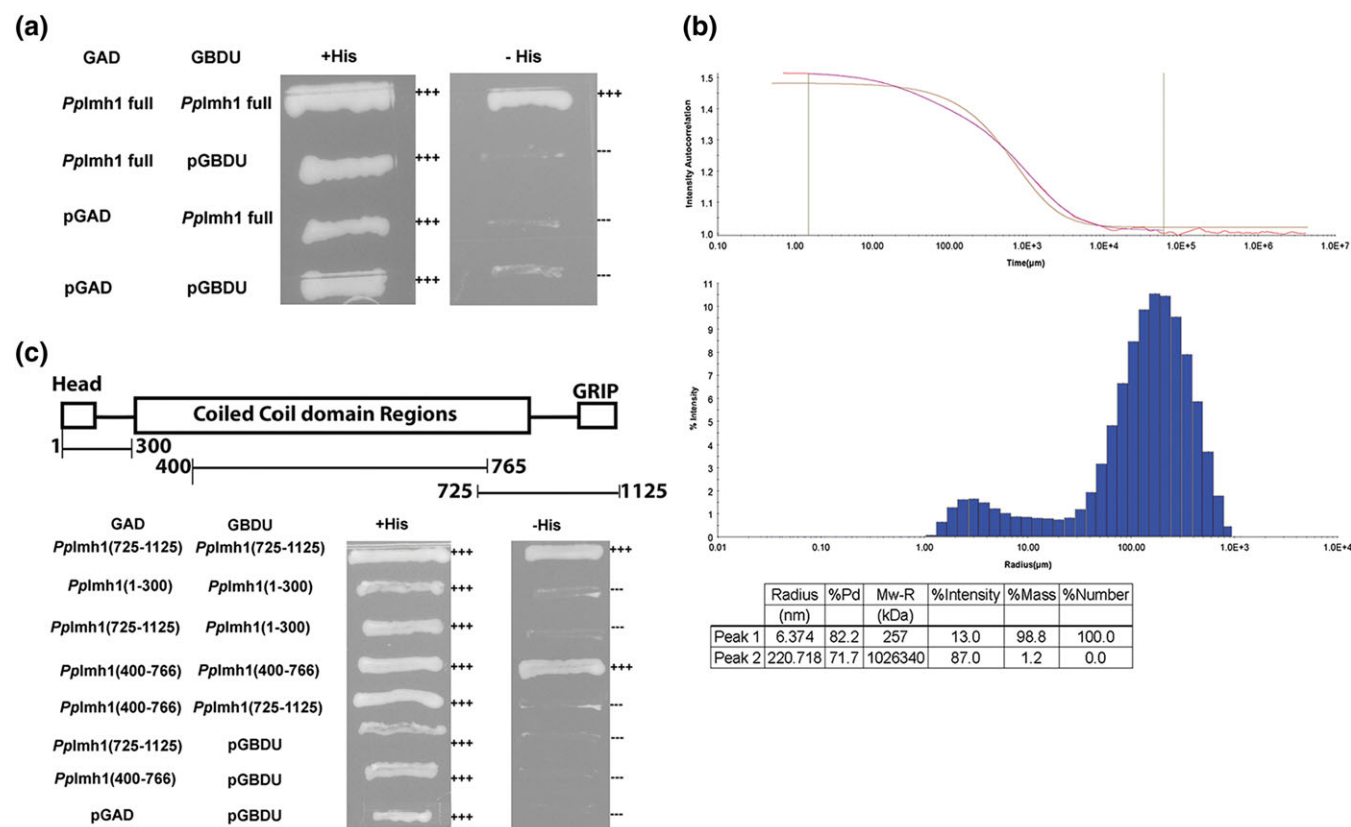 (a)
GAD GBDU +His - His
PpImh1 full PpImh1 full +++ +++
PpImh1 full pGBDU +++ ---
pGAD PpImh1 full +++ ---
pGAD pGBDU +++ ---
(b)
Intensity Autocorrelation
1.5
1.4
1.3
1.2
1.1
1.0
0.10 1.00 10.00 100.00 1.0E+3 1.0E+4 1.0E+5 1.0E+6 1.0E+7
Time(µm)
% Intensity
11
10
9
8
7
6
5
4
3
2
1
0
0.01 0.10 1.00 10.00 100.00 1.0E+3 1.0E+4
Radius(µm)
Radius %Pd Mw-R %Intensity %Mass %Number
(nm) (kDa)
Peak 1 6.374 82.2 257 13.0 98.8 100.0
Peak 2 220.718 71.7 1026340 87.0 1.2 0.0
(c)
Head GRIP
Coiled Coil domain Regions
1 300
400 765
725 1125
GAD GBDU +His -His
PpImh1(725-1125) PpImh1(725-1125) +++ +++
PpImh1(1-300) PpImh1(1-300) +++ ---
PpImh1(725-1125) PpImh1(1-300) +++ ---
PpImh1(400-766) PpImh1(400-766) +++ +++
PpImh1(400-766) PpImh1(725-1125) +++ ---
PpImh1(725-1125) pGBDU +++ ---
PpImh1(400-766) pGBDU +++ ---
pGAD pGBDU +++ ---